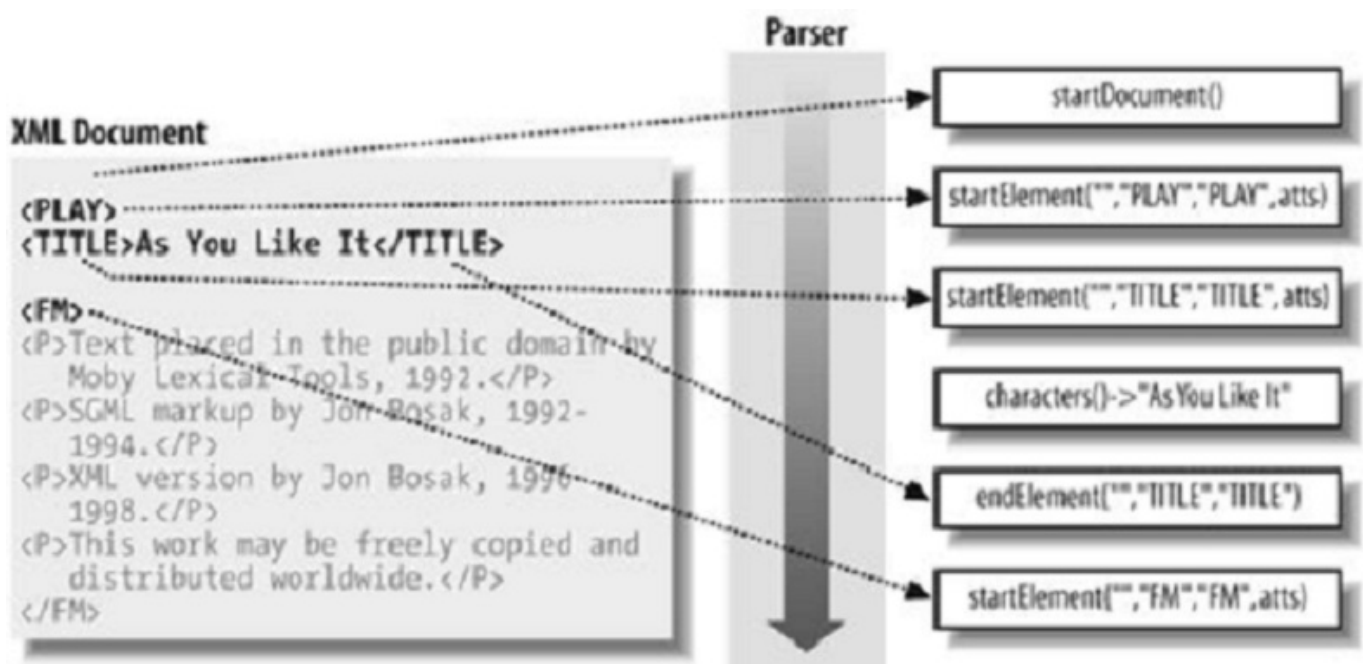 Parser
startDocument()
XML Document
startElement("","PLAY","PLAY",atts)
<PLAY>
<TITLE>As You Like It</TITLE>
startElement("","TITLE","TITLE",atts)
<FM>
<P>Text placed in the public domain by
Moby Lexical Tools, 1992.</P>
characters()->"As You Like It"
<P>SGML markup by Jon Bosak, 1992-
1994.</P>
<P>XML version by Jon Bosak, 1996-
1998.</P>
endElement("","TITLE","TITLE")
<P>This work may be freely copied and
distributed worldwide.</P>
startElement("","FM","FM",atts)
</FM>